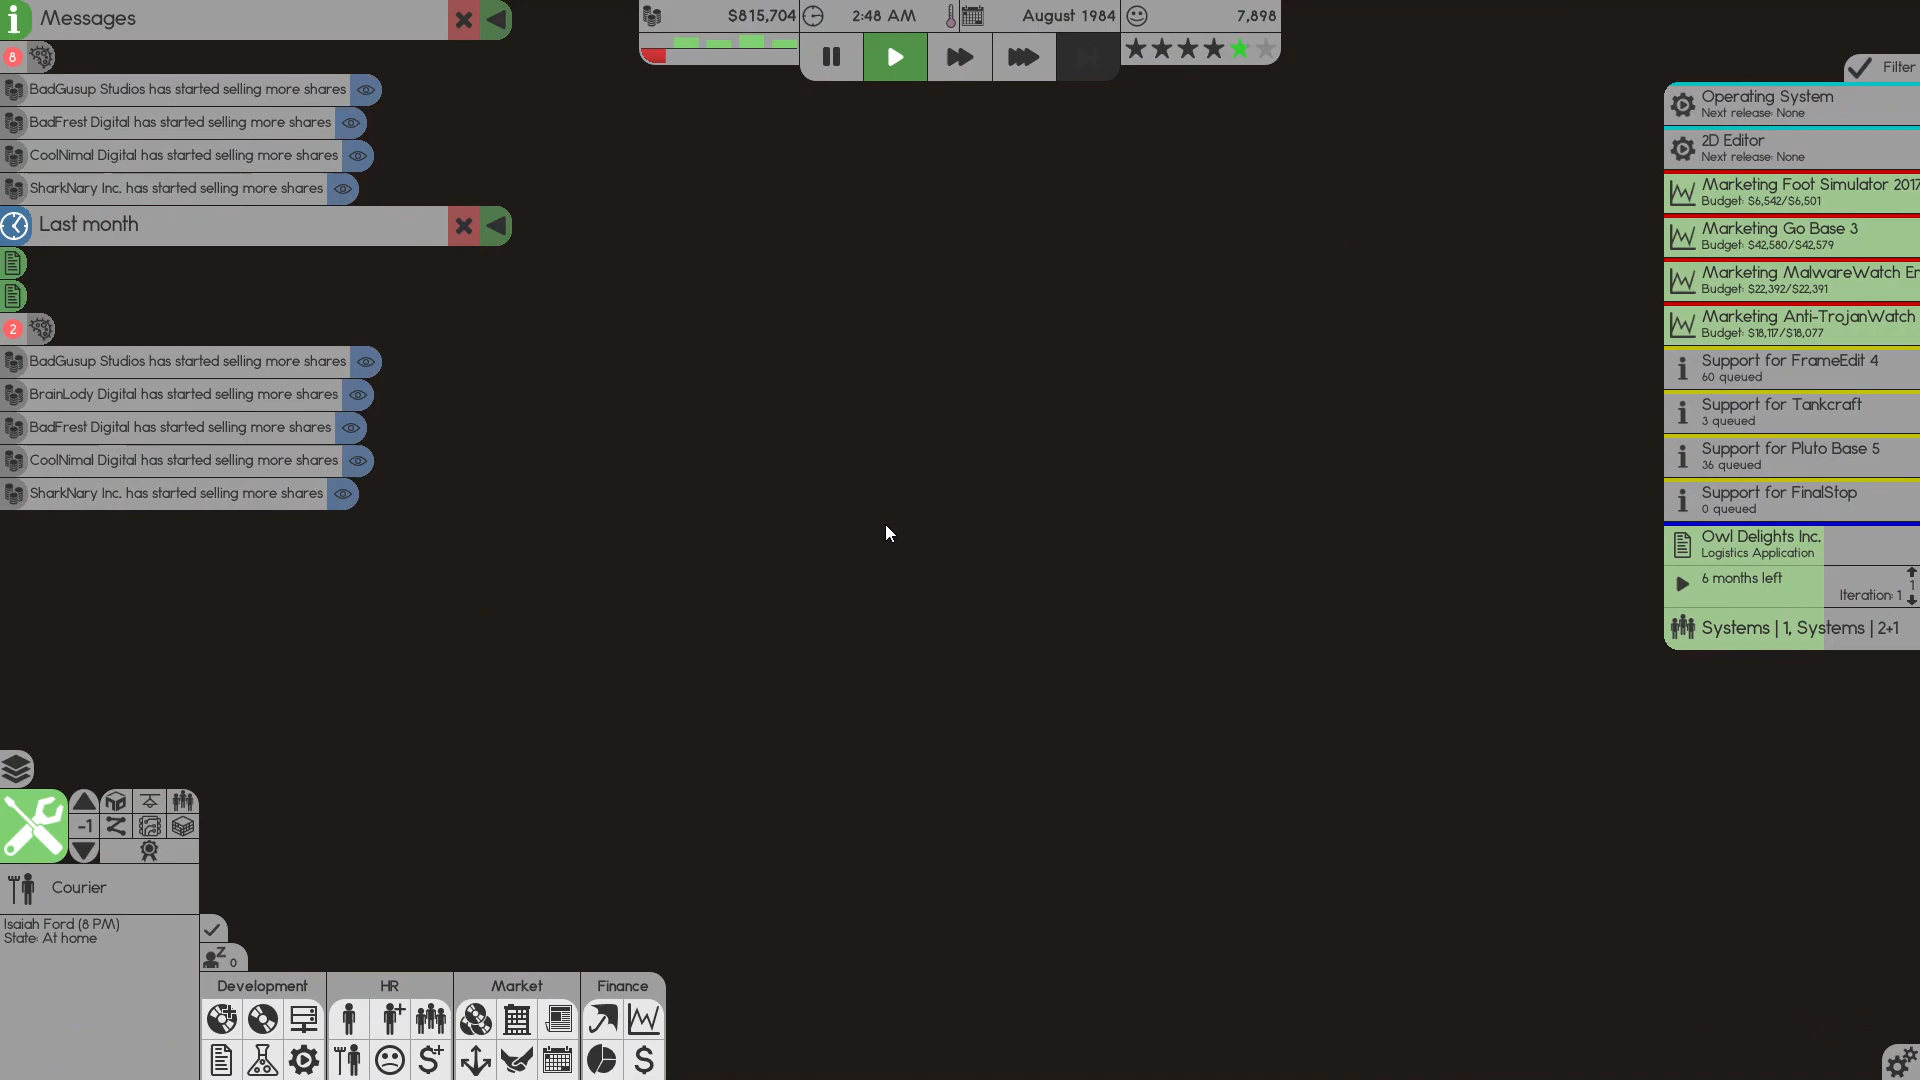 Messages
8
BadGusup Studios has started selling more shares
BadFrest Digital has started selling more shares
CoolNimal Digital has started selling more shares
SharkNary Inc. has started selling more shares
Last month
2
BadGusup Studios has started selling more shares
BrainLody Digital has started selling more shares
BadFrest Digital has started selling more shares
CoolNimal Digital has started selling more shares
SharkNary Inc. has started selling more shares
$815,704
2:48 AM
August 1984
7,898
Filter
Operating System
Next release: None
2D Editor
Next release: None
Marketing Foot Simulator 2017
Budget: $6,542/$6,501
Marketing Go Base 3
Budget: $42,580/$42,579
Marketing MalwareWatch En
Budget: $22,392/$22,391
Marketing Anti-TrojanWatch
Budget: $18,117/$18,077
Support for FrameEdit 4
60 queued
Support for Tankcraft
3 queued
Support for Pluto Base 5
36 queued
Support for FinalStop
0 queued
Owl Delights Inc.
Logistics Application
6 months left
1
Iteration: 1
Systems | 1, Systems | 2+1
-1
Courier
Isaiah Ford (8 PM)
State: At home
0
Development
HR
Market
Finance